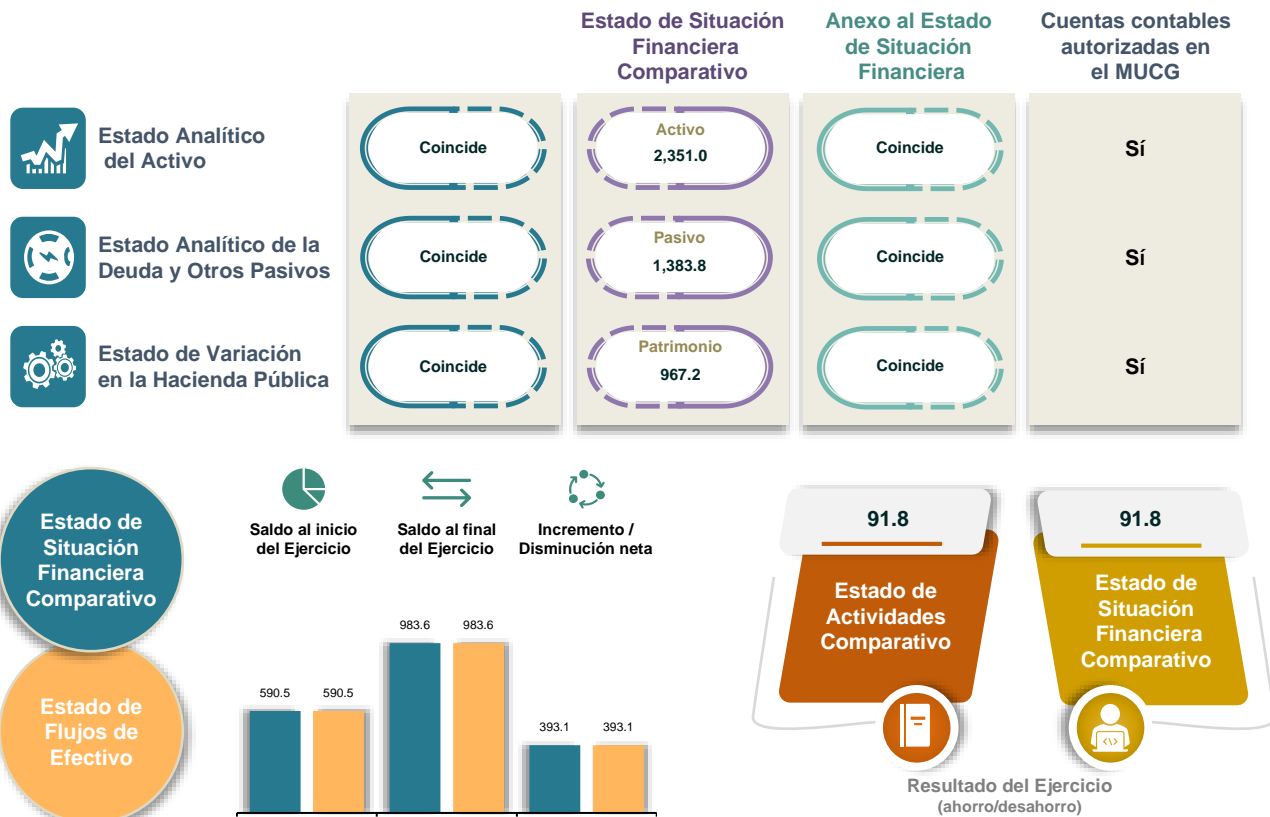 Estado de Situación
Financiera
Comparativo
Anexo al Estado
de Situación
Financiera
Cuentas contables
autorizadas en
el MUCG
Estado Analítico
del Activo
Coincide
Activo
2,351.0
Coincide
Sí
Estado Analítico de la
Deuda y Otros Pasivos
Coincide
Pasivo
1,383.8
Coincide
Sí
Estado de Variación
en la Hacienda Pública
Coincide
Patrimonio
967.2
Coincide
Sí
Estado de
Situación
Financiera
Comparativo
Estado de
Flujos de
Efectivo
Saldo al inicio
del Ejercicio
Saldo al final
del Ejercicio
Incremento /
Disminución neta
590.5
590.5
983.6
983.6
393.1
393.1
91.8
Estado de
Actividades
Comparativo
91.8
Estado de
Situación
Financiera
Comparativo
Resultado del Ejercicio
(ahorro/desahorro)